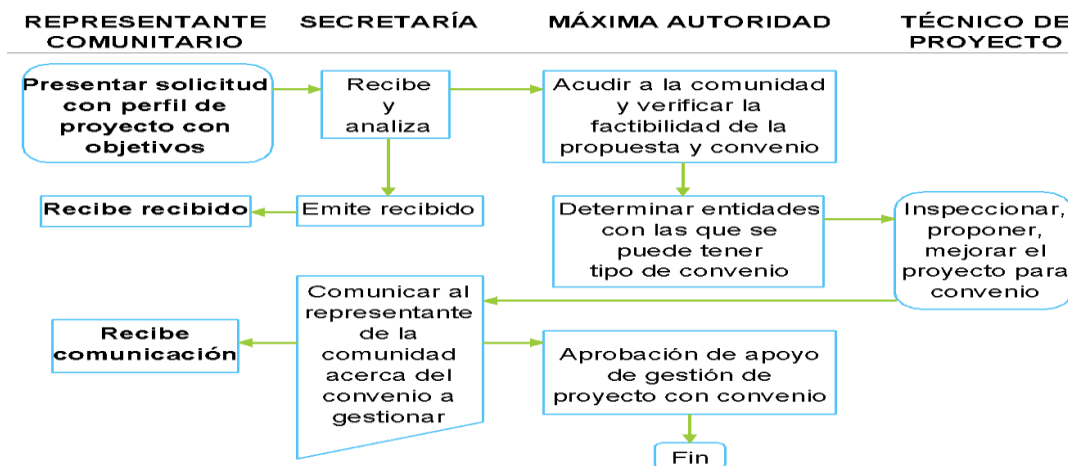 REPRESENTANTE
COMUNITARIO
SECRETARÍA
MÁXIMA AUTORIDAD
TÉCNICO DE
PROYECTO
Presentar solicitud
con perfil de
proyecto con
objetivos
Recibe
y
analiza
Acudir a la comunidad
y verificar la
factibilidad de la
propuesta y convenio
Recibe recibido
Emite recibido
Determinar entidades
con las que se
puede tener
tipo de convenio
Inspeccionar,
proponer,
mejorar el
proyecto para
convenio
Recibe
comunicación
Comunicar al
representante
de la
comunidad
acerca del
convenio a
gestionar
Aprobación de apoyo
de gestión de
proyecto con convenio
Fin